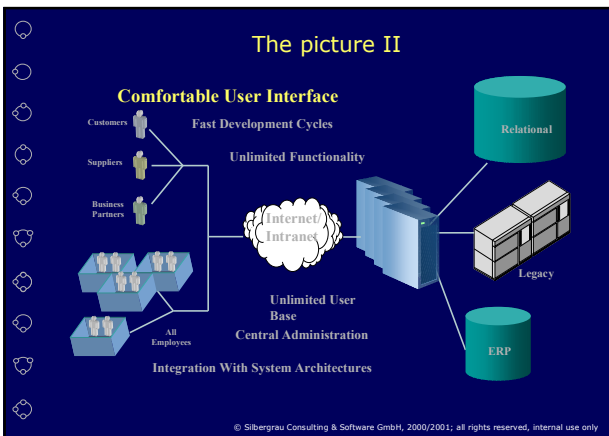 The picture II
Comfortable User Interface
Customers
Fast Development Cycles
Relational
Suppliers
Unlimited Functionality
Business
Partners
Internet/
Intranet
Legacy
Unlimited User
Base
All
Employees
Central Administration
ERP
Integration With System Architectures
© Silbergrau Consulting & Software GmbH, 2000/2001; all rights reserved, internal use only